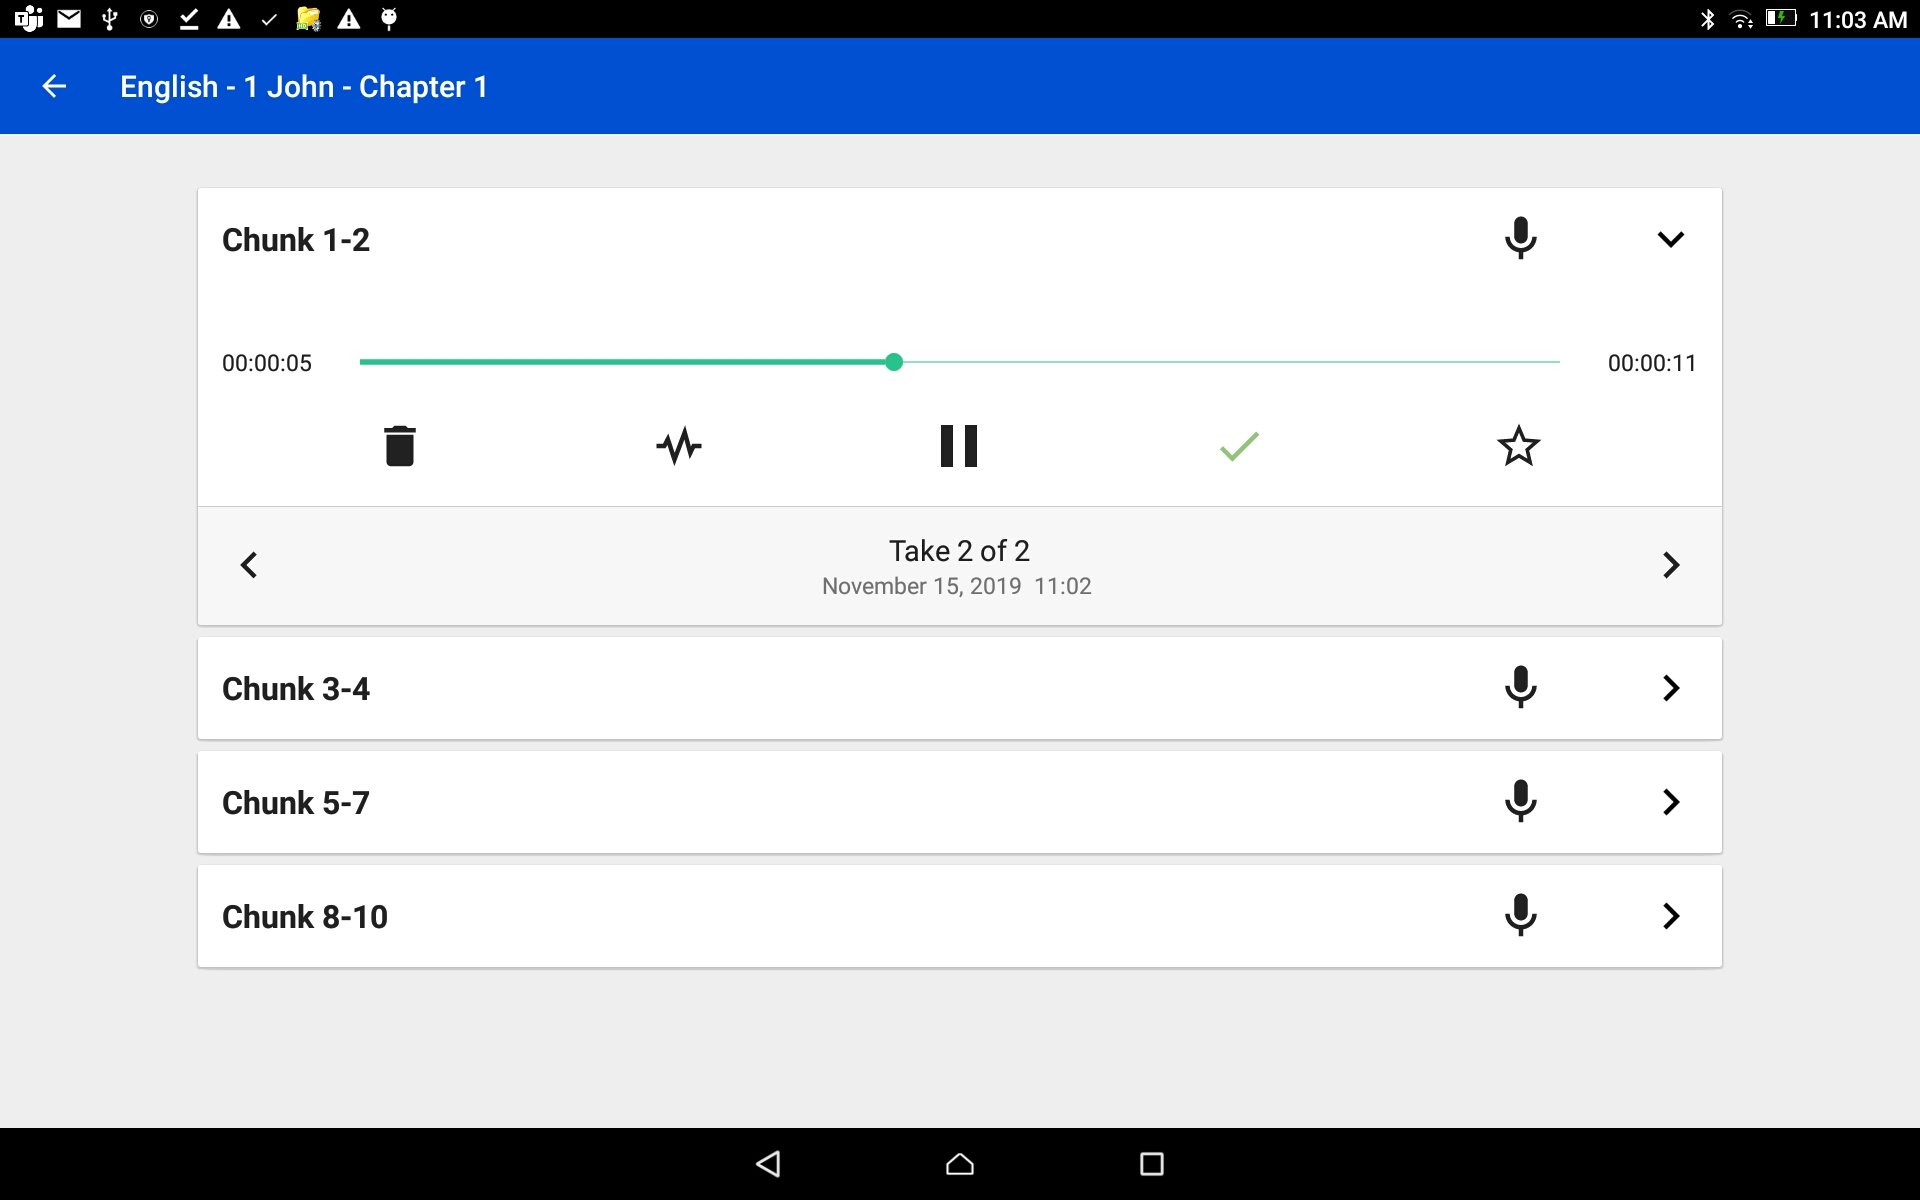 11:03 AM
English - 1 John - Chapter 1
Chunk 1-2
00:00:05
00:00:11
Take 2 of 2
November 15, 2019 11:02
Chunk 3-4
Chunk 5-7
Chunk 8-10